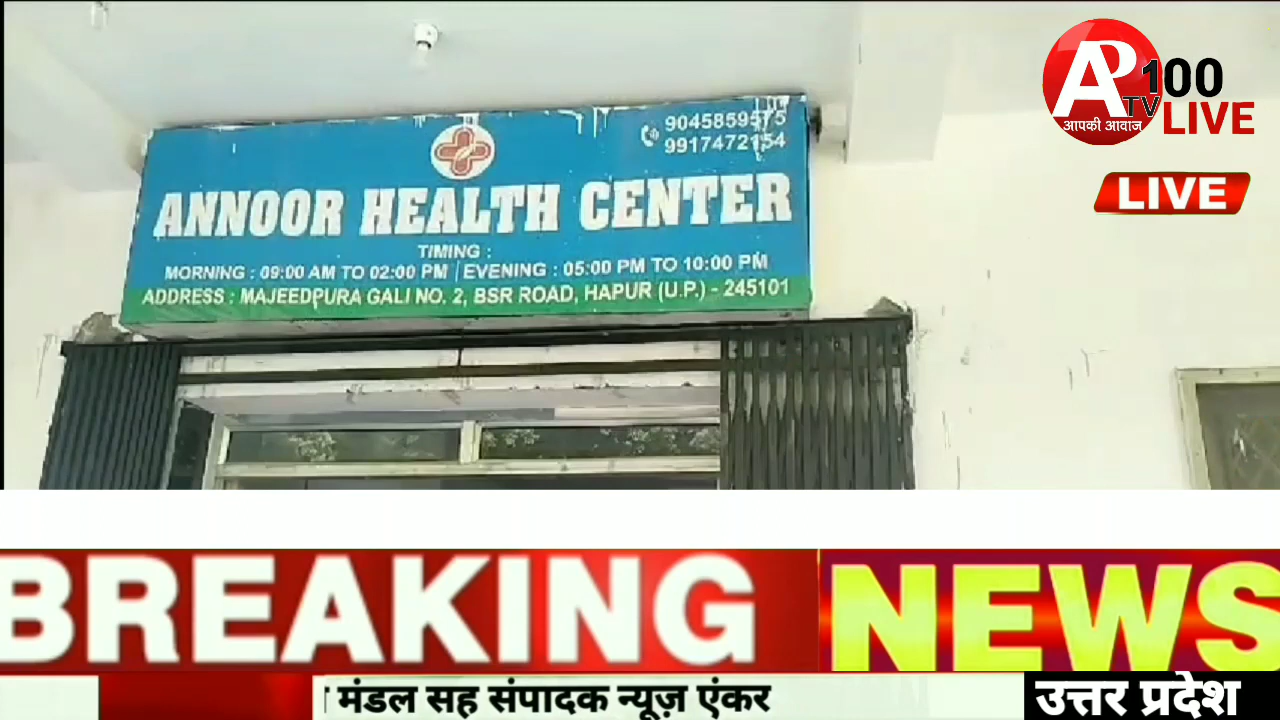 AP
100
TV
LIVE
आपकी आवाज
LIVE
9045859575
9917472154
ANNOOR HEALTH CENTER
TIMING :
MORNING : 09:00 AM TO 02:00 PM | EVENING : 05:00 PM TO 10:00 PM
ADDRESS : MAJEEDPURA GALI NO. 2, BSR ROAD, HAPUR (U.P.) - 245101
BREAKING NEWS
मंडल सह संपादक न्यूज़ एंकर
उत्तर प्रदेश